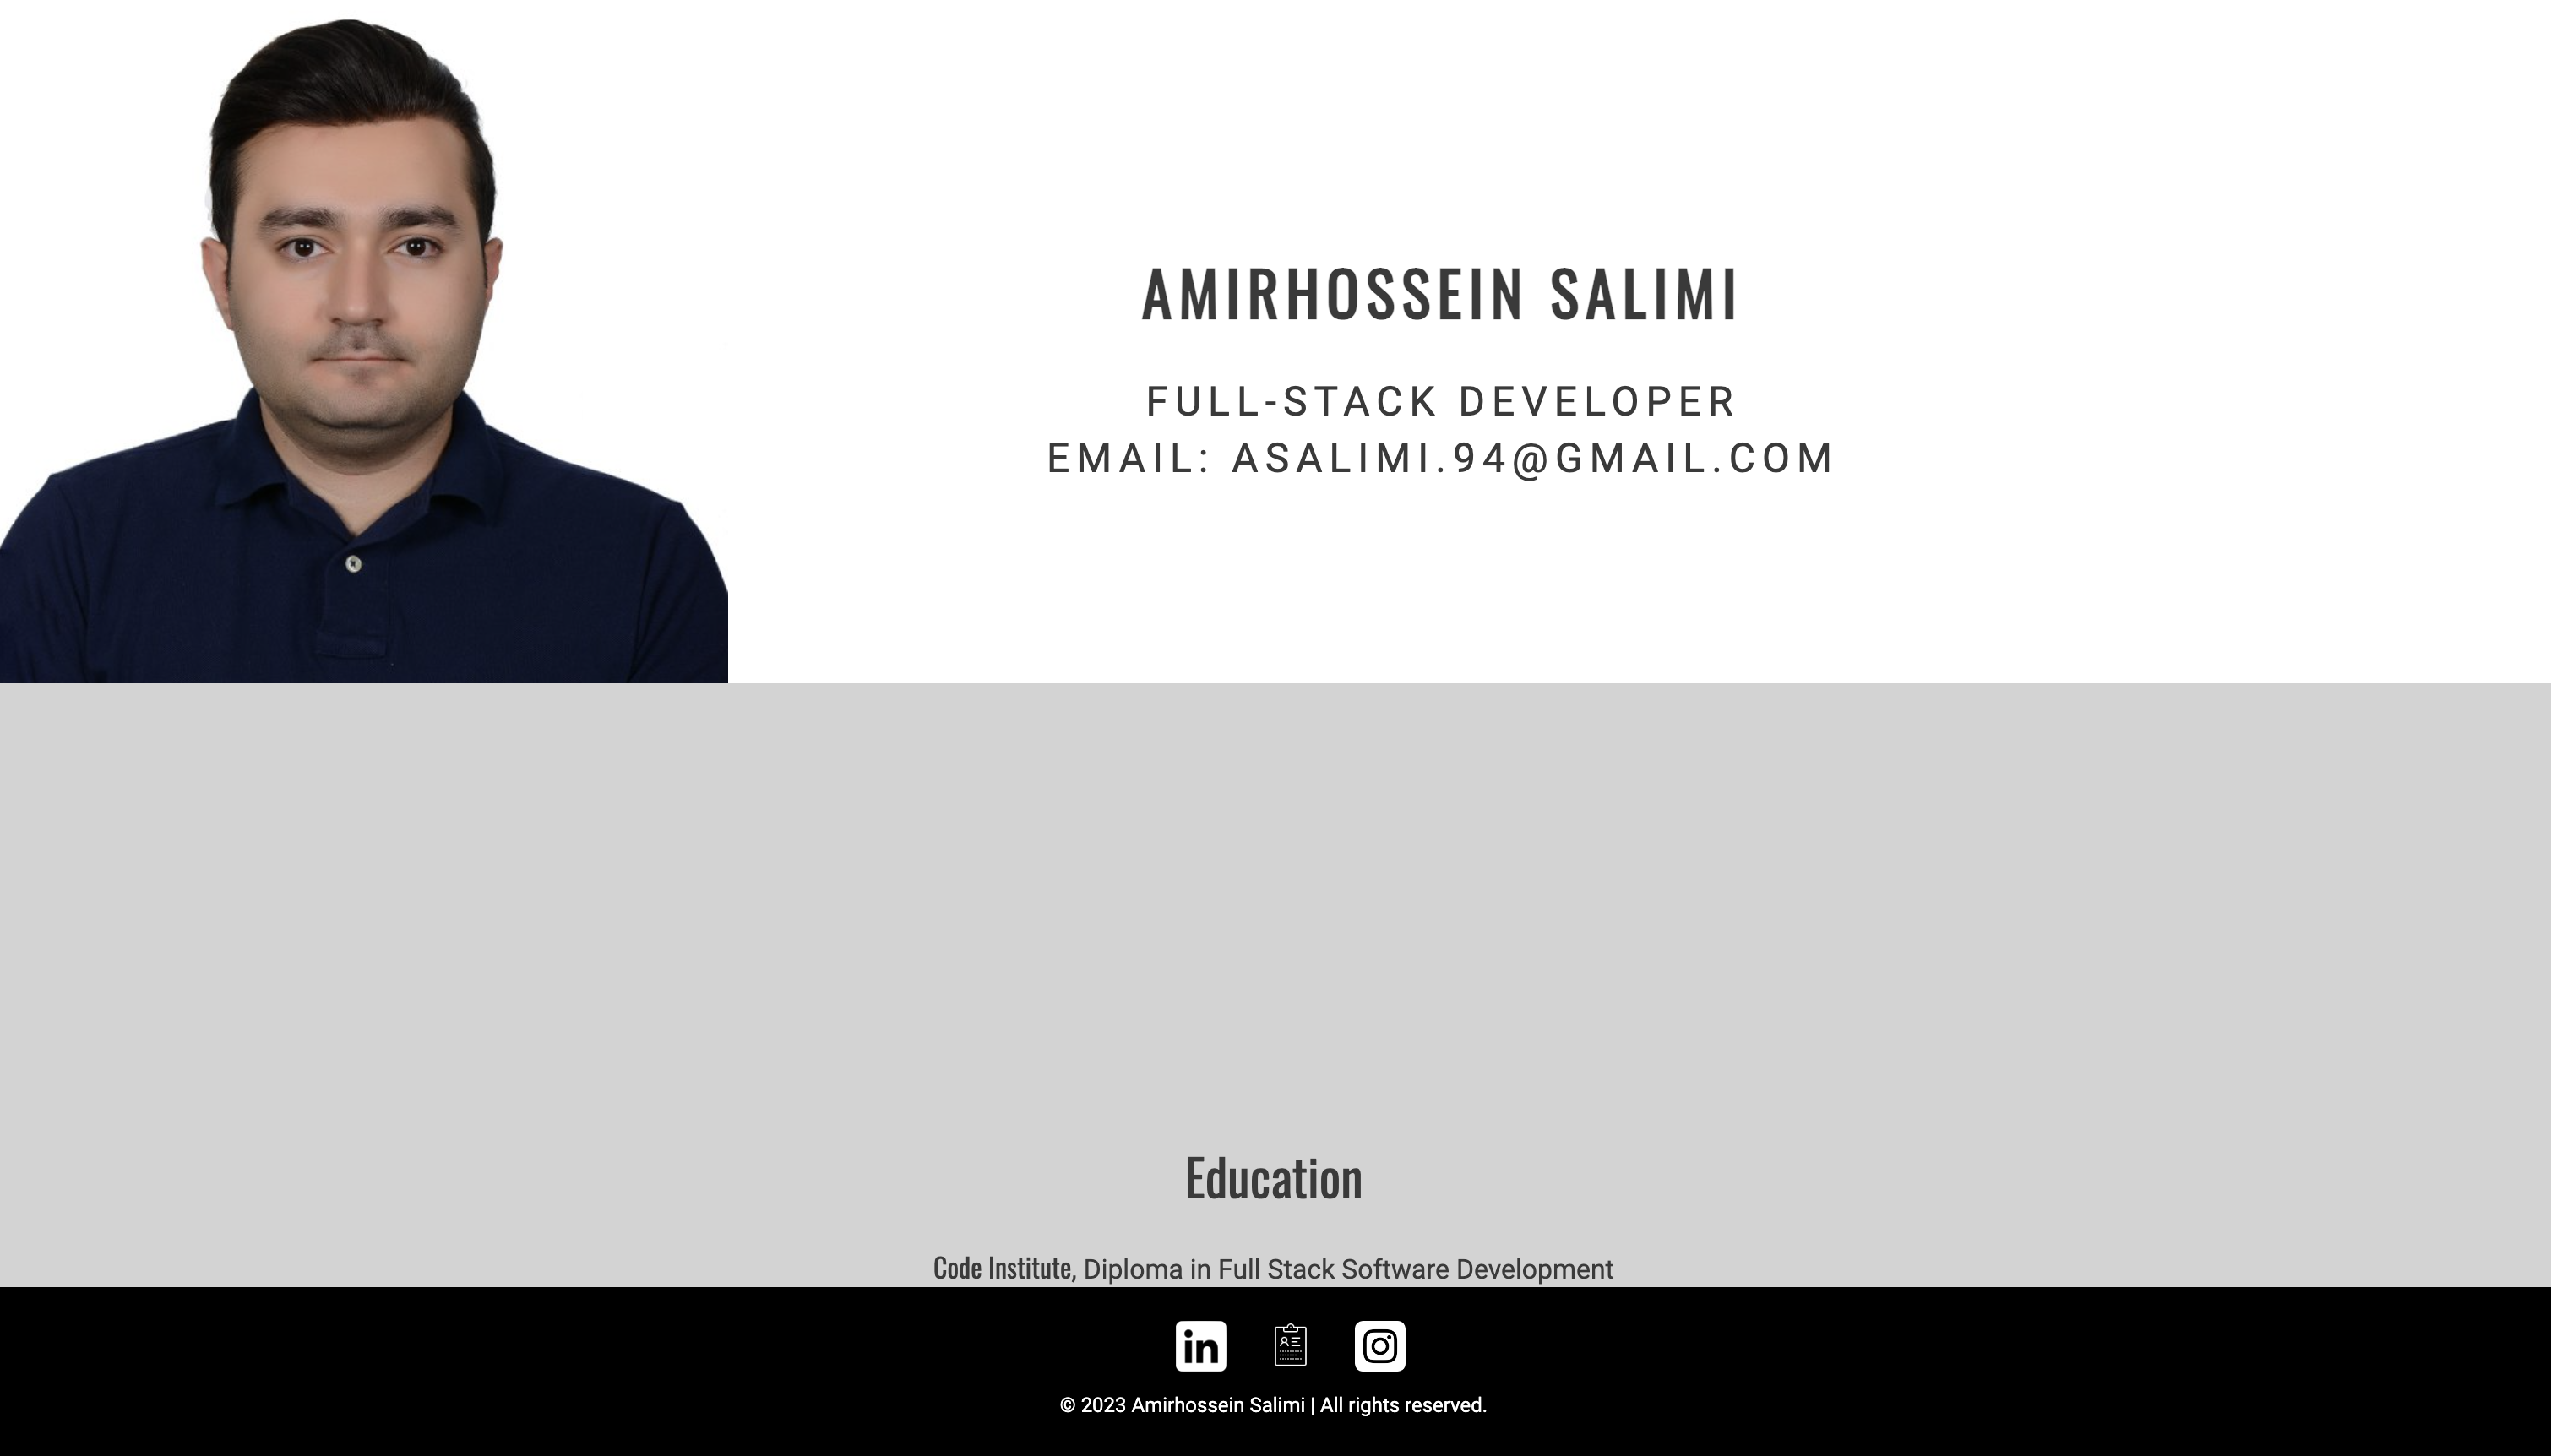 AMIRHOSSEIN SALIMI
FULL-STACK DEVELOPER
EMAIL: ASALIMI.94@GMAIL.COM
Education
Code Institute, Diploma in Full Stack Software Development
in
© 2023 Amirhossein Salimi | All rights reserved.